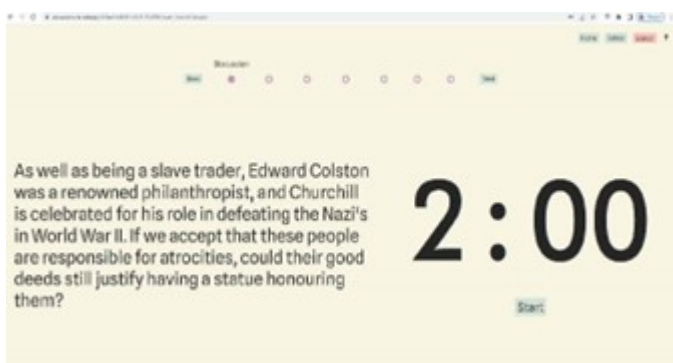 Discussion
As well as being a slave trader, Edward Colston
was a renowned philanthropist, and Churchill
is celebrated for his role in defeating the Nazi's
in World War II. If we accept that these people
are responsible for atrocities, could their good
deeds still justify having a statue honouring
them?
2 : 00
Start